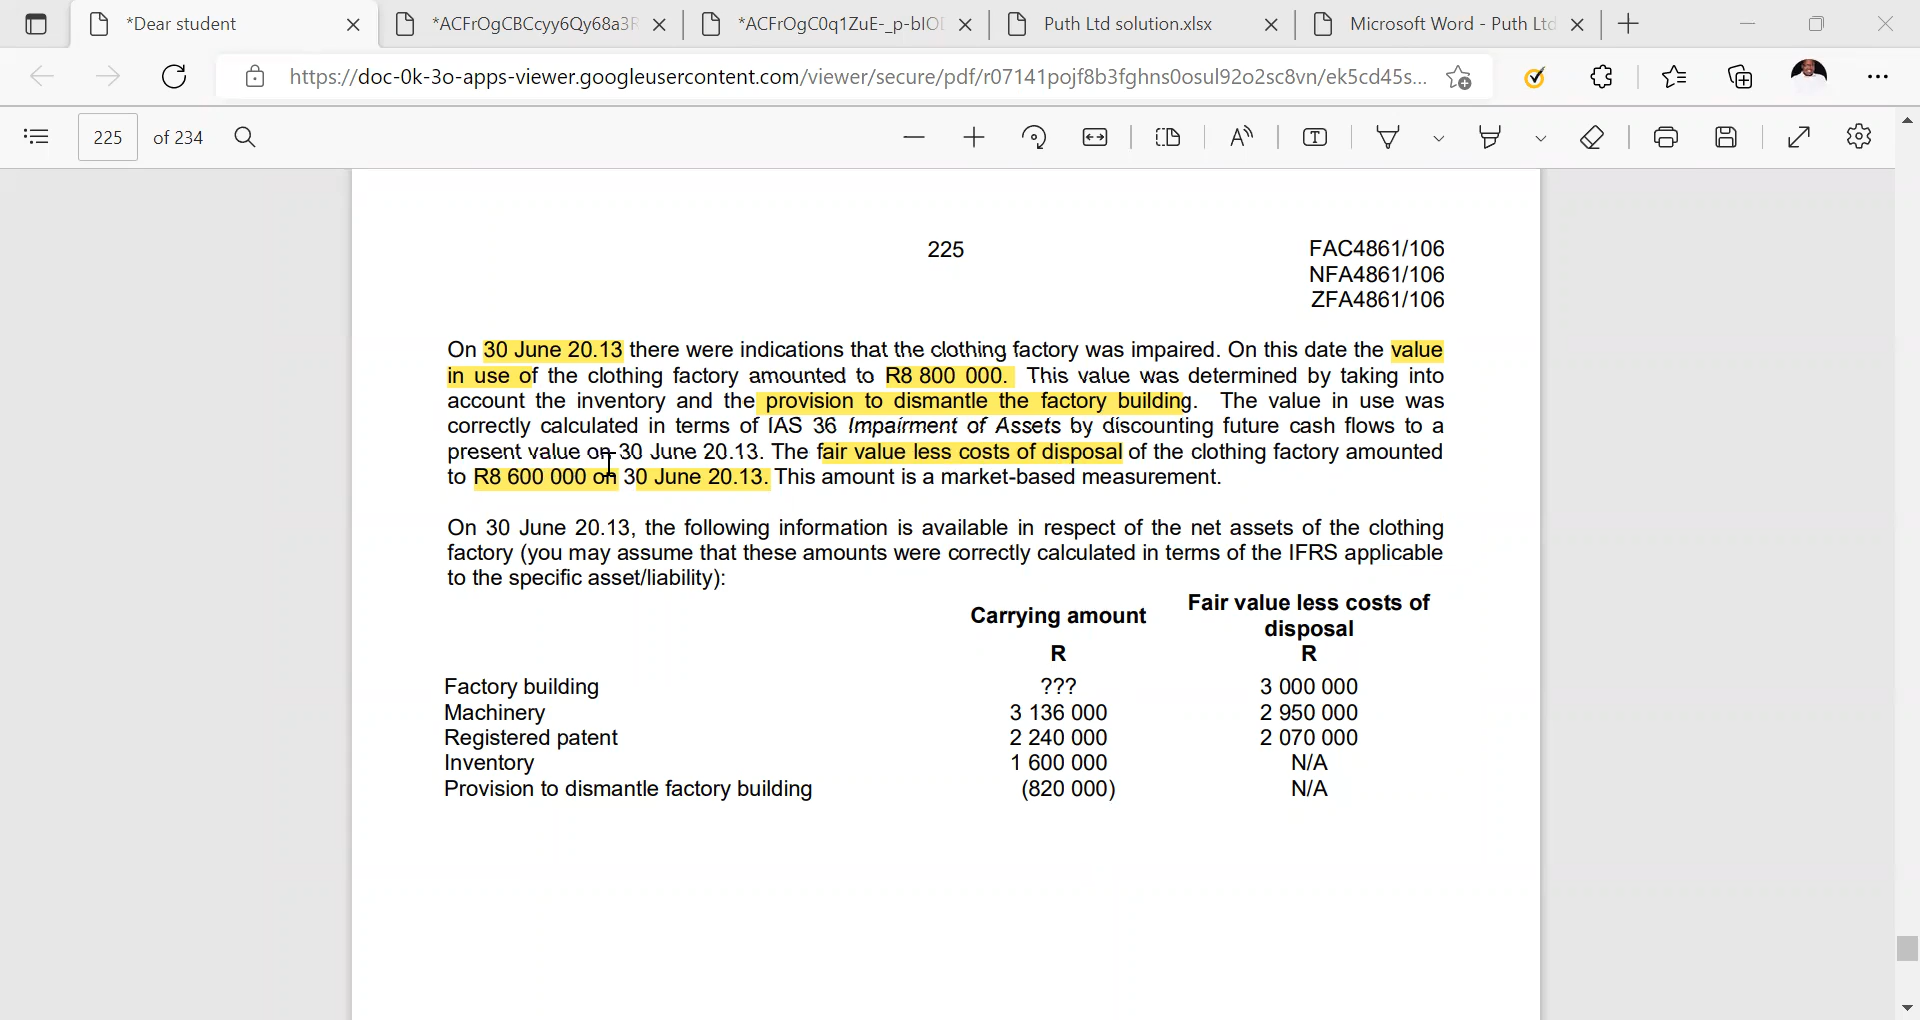 *Dear student
*ACFrOgCBCcyy6Qy68a3F
*ACFrOgC0q1ZuE-_p-blO
Puth Ltd solution.xlsx
Microsoft Word - Puth Ltd
https://doc-0k-3o-apps-viewer.googleusercontent.com/viewer/secure/pdf/r07141pojf8b3fghns0osul92o2sc8vn/ek5cd45s...
225 of 234
225
FAC4861/106
NFA4861/106
ZFA4861/106
On 30 June 20.13 there were indications that the clothing factory was impaired. On this date the value
in use of the clothing factory amounted to R8 800 000. This value was determined by taking into
account the inventory and the provision to dismantle the factory building. The value in use was
correctly calculated in terms of IAS 36 Impairment of Assets by discounting future cash flows to a
present value on 30 June 20.13. The fair value less costs of disposal of the clothing factory amounted
to R8 600 000 on 30 June 20.13. This amount is a market-based measurement.
On 30 June 20.13, the following information is available in respect of the net assets of the clothing
factory (you may assume that these amounts were correctly calculated in terms of the IFRS applicable
to the specific asset/liability):
Carrying amount Fair value less costs of
disposal
R R
Factory building ??? 3 000 000
Machinery 3 136 000 2 950 000
Registered patent 2 240 000 2 070 000
Inventory 1 600 000 N/A
Provision to dismantle factory building (820 000) N/A